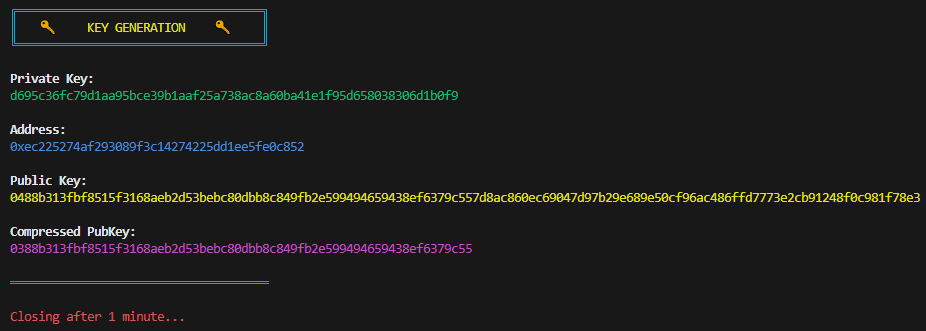 KEY GENERATION
Private Key:
d695c36fc79d1aa95bce39b1aaf25a738ac8a60ba41e1f95d658038306d1b0f9
Address:
0xec225274af293089f3c14274225dd1ee5fe0c852
Public Key:
0488b313fbf8515f3168aeb2d53bebc80dbb8c849fb2e599494659438ef6379c557d8ac860ec69047d97b29e689e50cf96ac486ffd7773e2cb91248f0c981f78e3
Compressed PubKey:
0388b313fbf8515f3168aeb2d53bebc80dbb8c849fb2e599494659438ef6379c55
Closing after 1 minute...